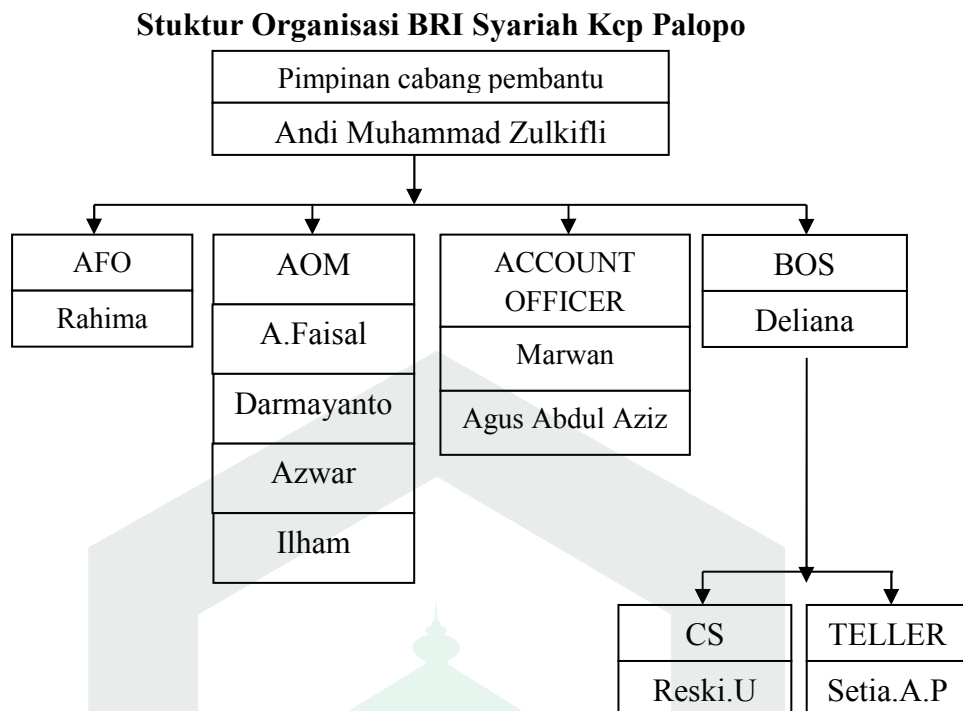 Stuktur Organisasi BRI Syariah Kcp Palopo
Pimpinan cabang pembantu
Andi Muhammad Zulkifli
AFO
Rahima
AOM
A.Faisal
Darmayanto
Azwar
Ilham
ACCOUNT
OFFICER
Marwan
Agus Abdul Aziz
BOS
Deliana
CS
Reski.U
TELLER
Setia.A.P